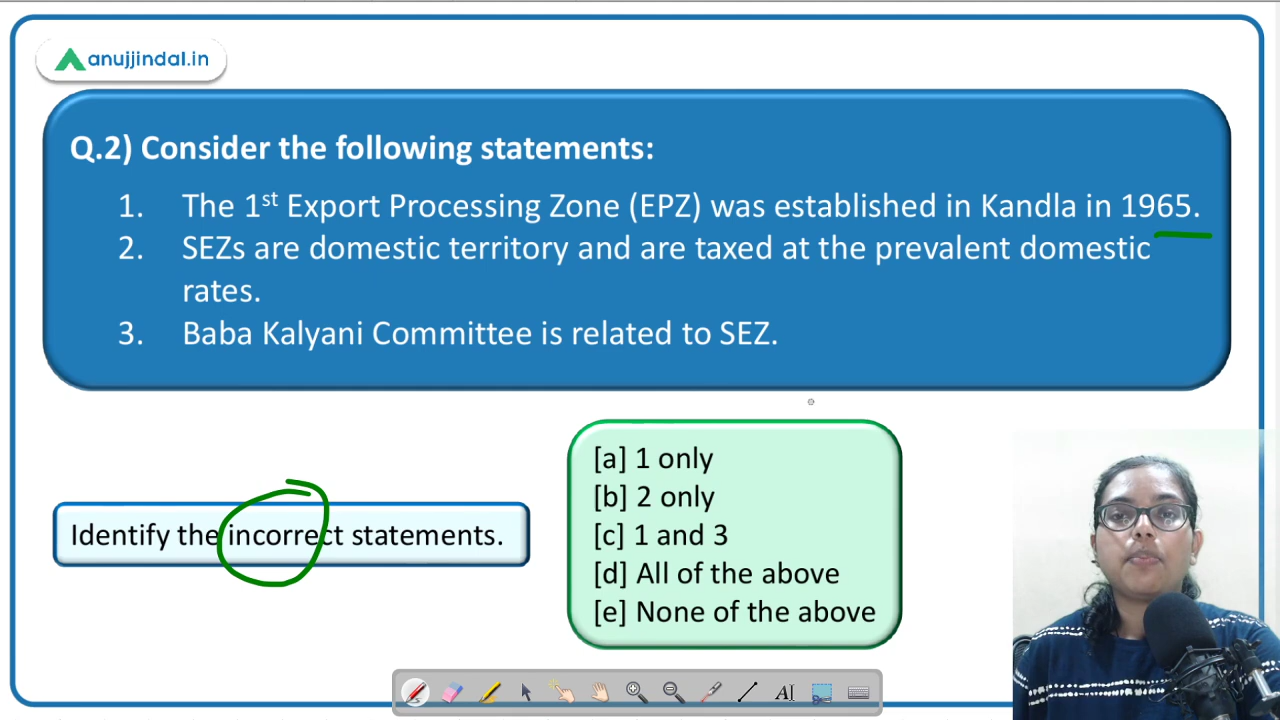 anujjindal.in
Q.2) Consider the following statements:
1. The 1st Export Processing Zone (EPZ) was established in Kandla in 1965.
2. SEZs are domestic territory and are taxed at the prevalent domestic
rates.
3. Baba Kalyani Committee is related to SEZ.
[a] 1 only
[b] 2 only
[c] 1 and 3
[d] All of the above
[e] None of the above
Identify the incorrect statements.